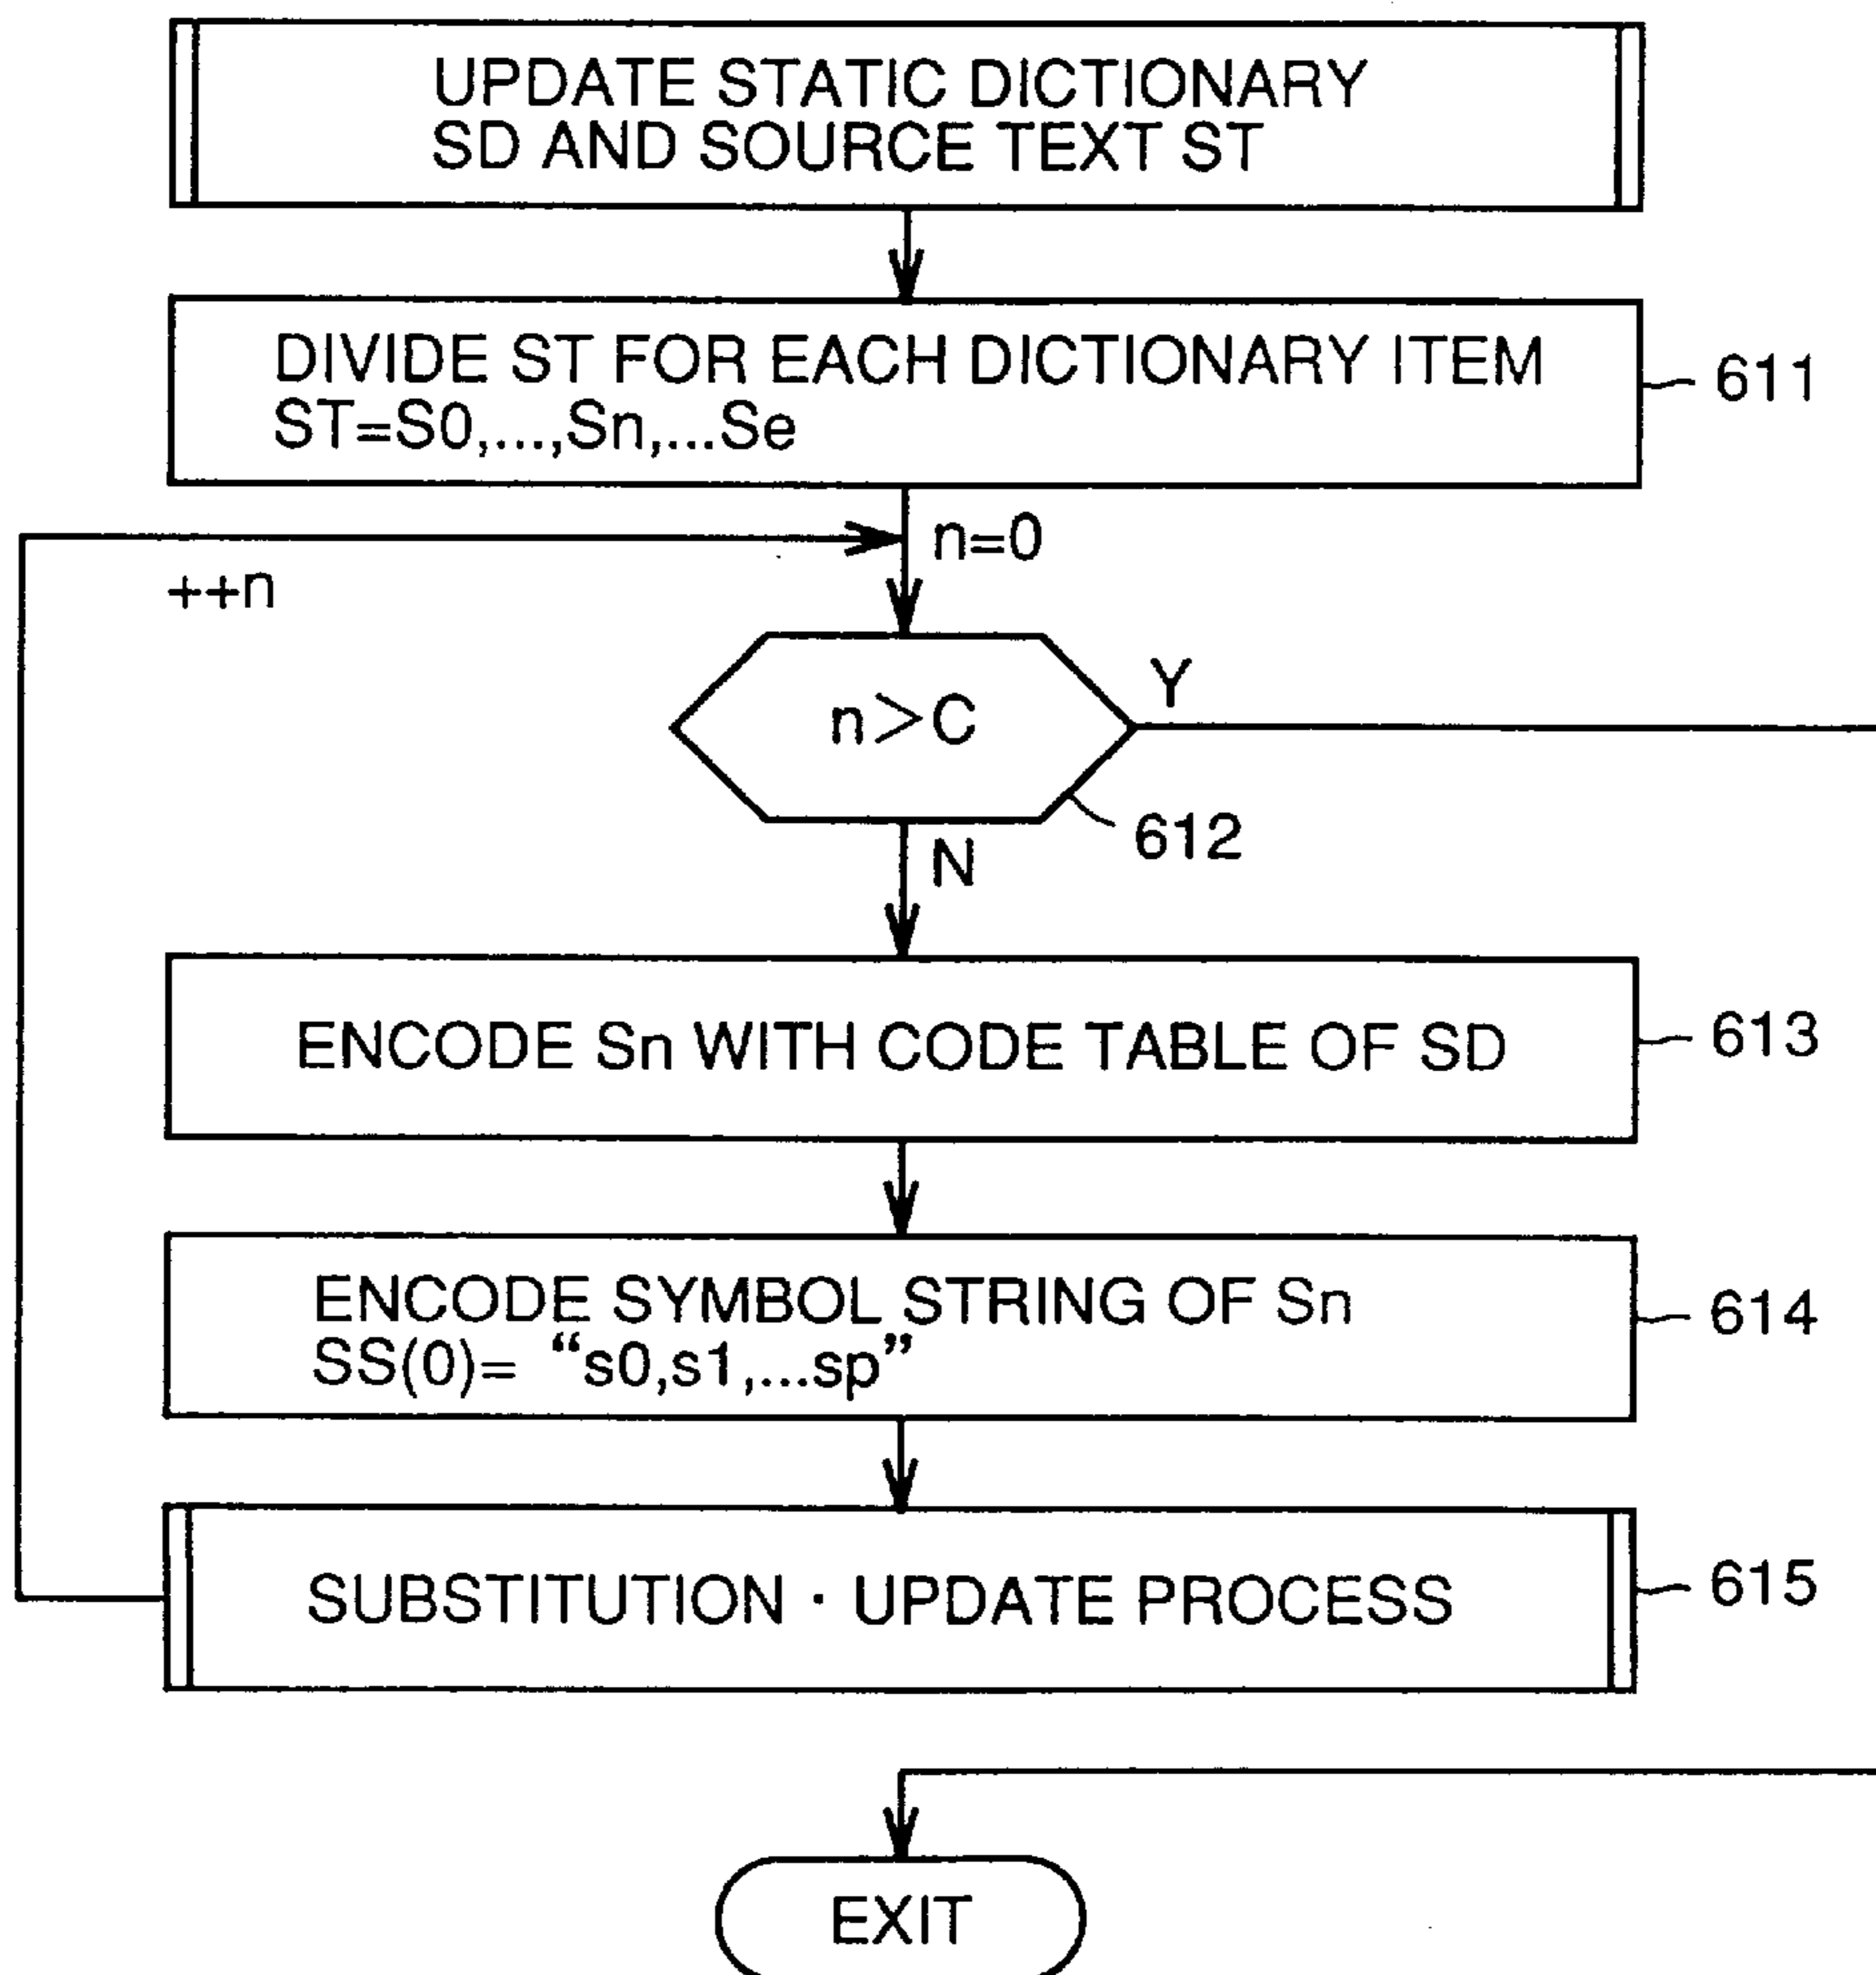 UPDATE STATIC DICTIONARY
SD AND SOURCE TEXT ST
DIVIDE ST FOR EACH DICTIONARY ITEM
ST=S0,...,Sn,...Se
611
n=0
++n
n>C
Y
612
N
ENCODE Sn WITH CODE TABLE OF SD
613
ENCODE SYMBOL STRING OF Sn
SS(0)= “s0,s1,...sp”
614
SUBSTITUTION · UPDATE PROCESS
615
EXIT